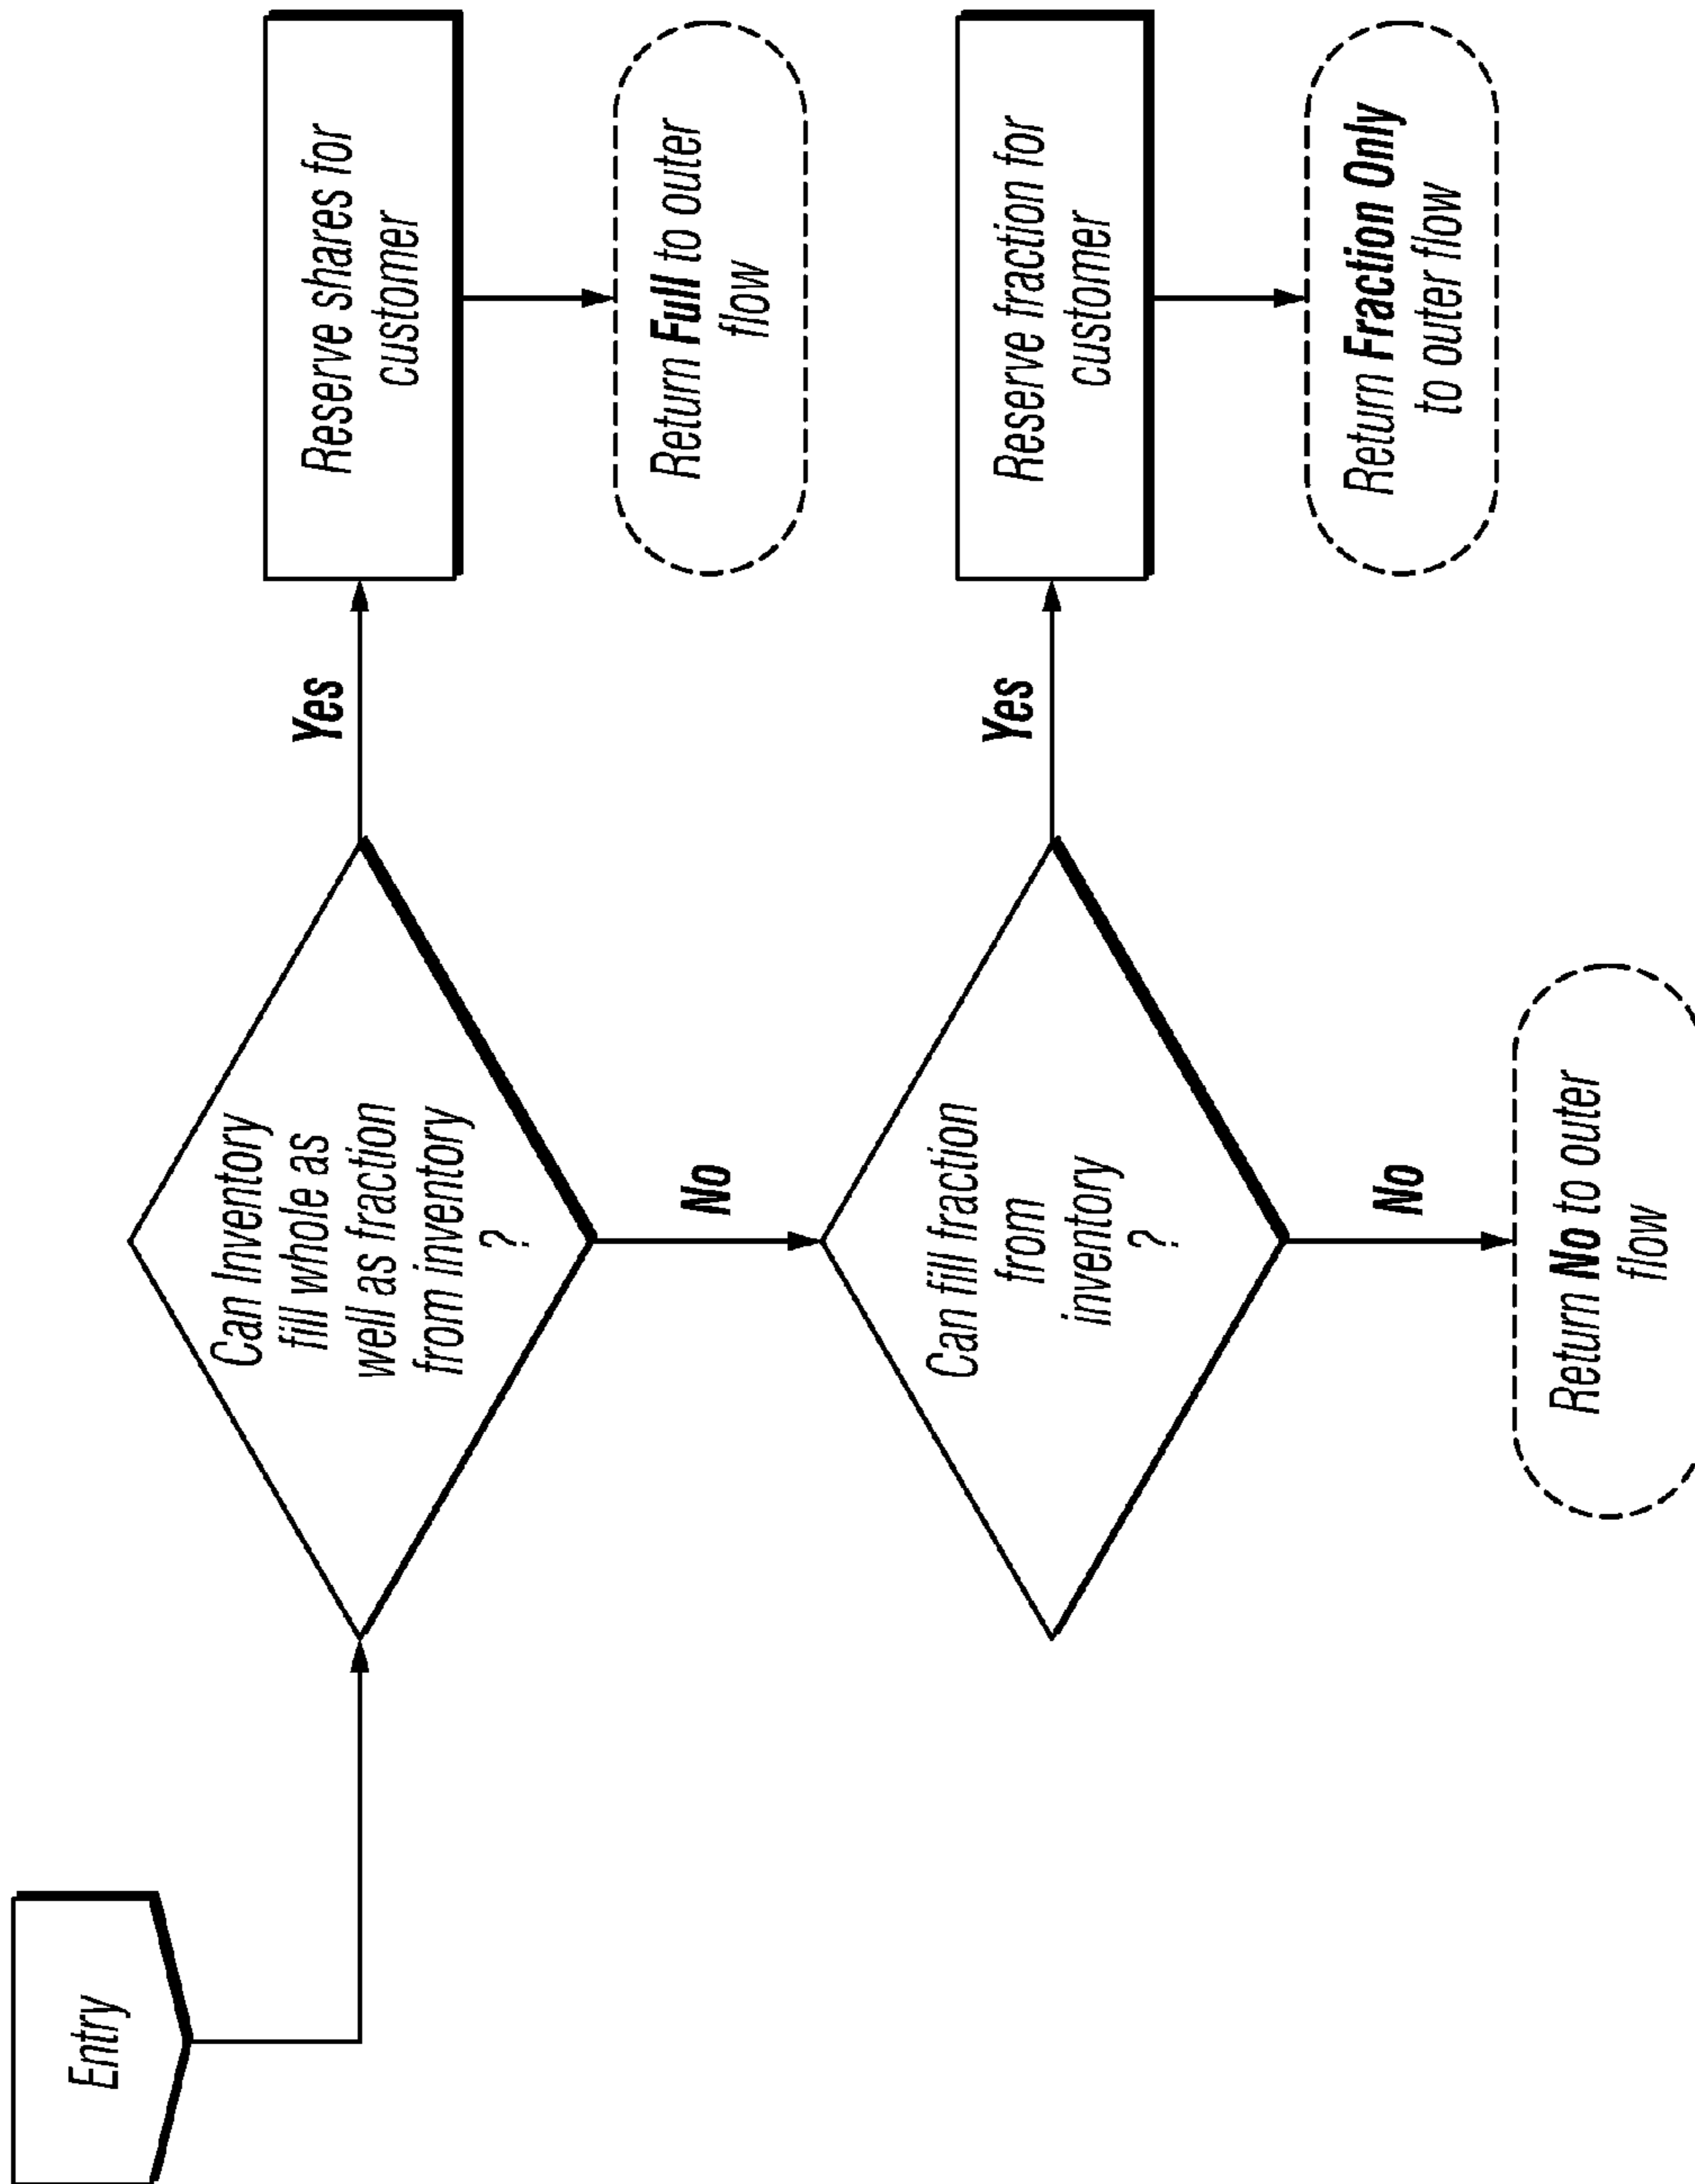 Entry
Can Inventory
fill whole as
well as fraction
from inventory
?
Yes
Reserve shares for
customer
Return Full to outer
flow
No
Can fill fraction
from
inventory
?
Yes
Reserve fraction for
customer
Return Fraction Only
to outer flow
No
Return No to outer
flow